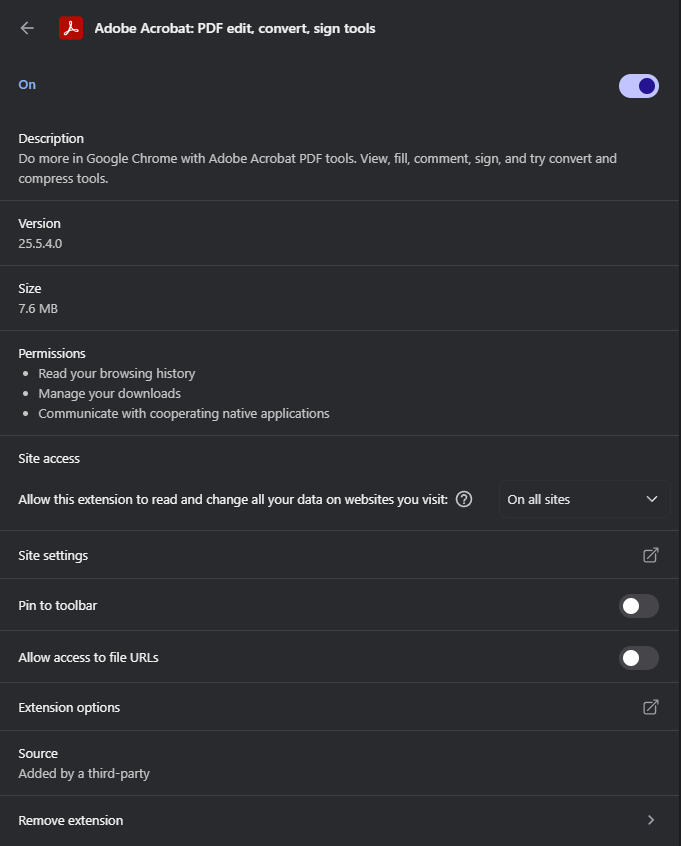 Adobe Acrobat: PDF edit, convert, sign tools
On
Description
Do more in Google Chrome with Adobe Acrobat PDF tools. View, fill, comment, sign, and try convert and
compress tools.
Version
25.5.4.0
Size
7.6 MB
Permissions
Read your browsing history
Manage your downloads
Communicate with cooperating native applications
Site access
Allow this extension to read and change all your data on websites you visit: ? On all sites
Site settings
Pin to toolbar
Allow access to file URLs
Extension options
Source
Added by a third-party
Remove extension